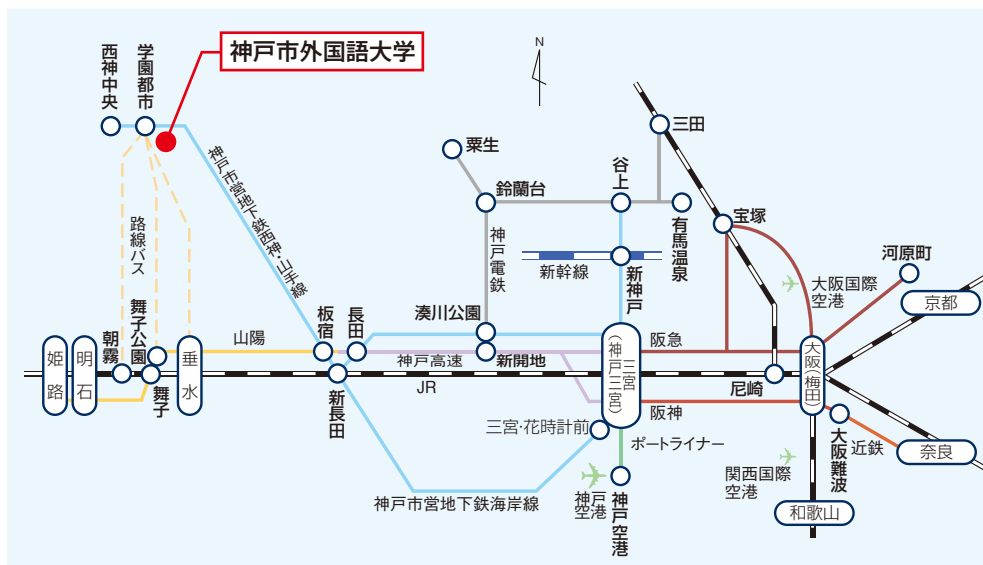 神戸市外国語大学
西神中央
学園都市
N
三田
粟生
谷上
鈴蘭台
有馬温泉
宝塚
神戸市営地下鉄西神・山手線
路線バス
神戸電鉄
新幹線
新神戸
大阪国際
空港
河原町
京都
朝霧
舞子公園
山陽
板宿
長田
湊川公園
神戸高速
新開地
三宮
(神戸三宮)
阪急
大阪(梅田)
姫路
明石
垂水
舞子
JR
新長田
尼崎
阪神
三宮・花時計前
ポートライナー
大阪難波
近鉄
奈良
関西国際
空港
神戸市営地下鉄海岸線
神戸
空港
神戸空港
和歌山